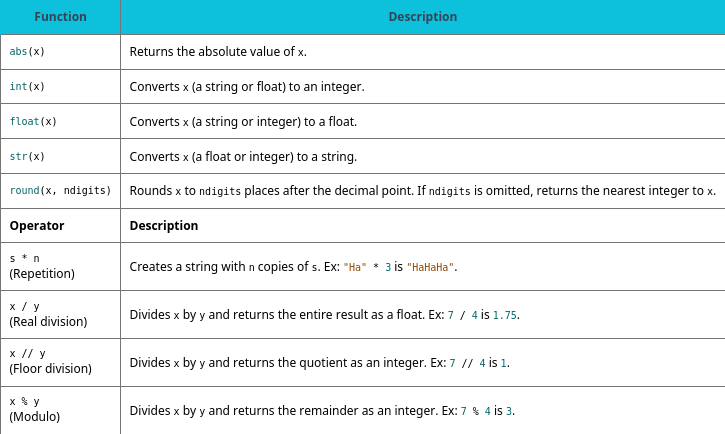 Function Description
abs(x) Returns the absolute value of x.
int(x) Converts x (a string or float) to an integer.
float(x) Converts x (a string or integer) to a float.
str(x) Converts x (a float or integer) to a string.
round(x, ndigits) Rounds x to ndigits places after the decimal point. If ndigits is omitted, returns the nearest integer to x.
Operator Description
s * n
(Repetition)
Creates a string with n copies of s. Ex: "Ha" * 3 is "HaHaHa".
x / y
(Real division)
Divides x by y and returns the entire result as a float. Ex: 7 / 4 is 1.75.
x // y
(Floor division)
Divides x by y and returns the quotient as an integer. Ex: 7 // 4 is 1.
x % y
(Modulo)
Divides x by y and returns the remainder as an integer. Ex: 7 % 4 is 3.